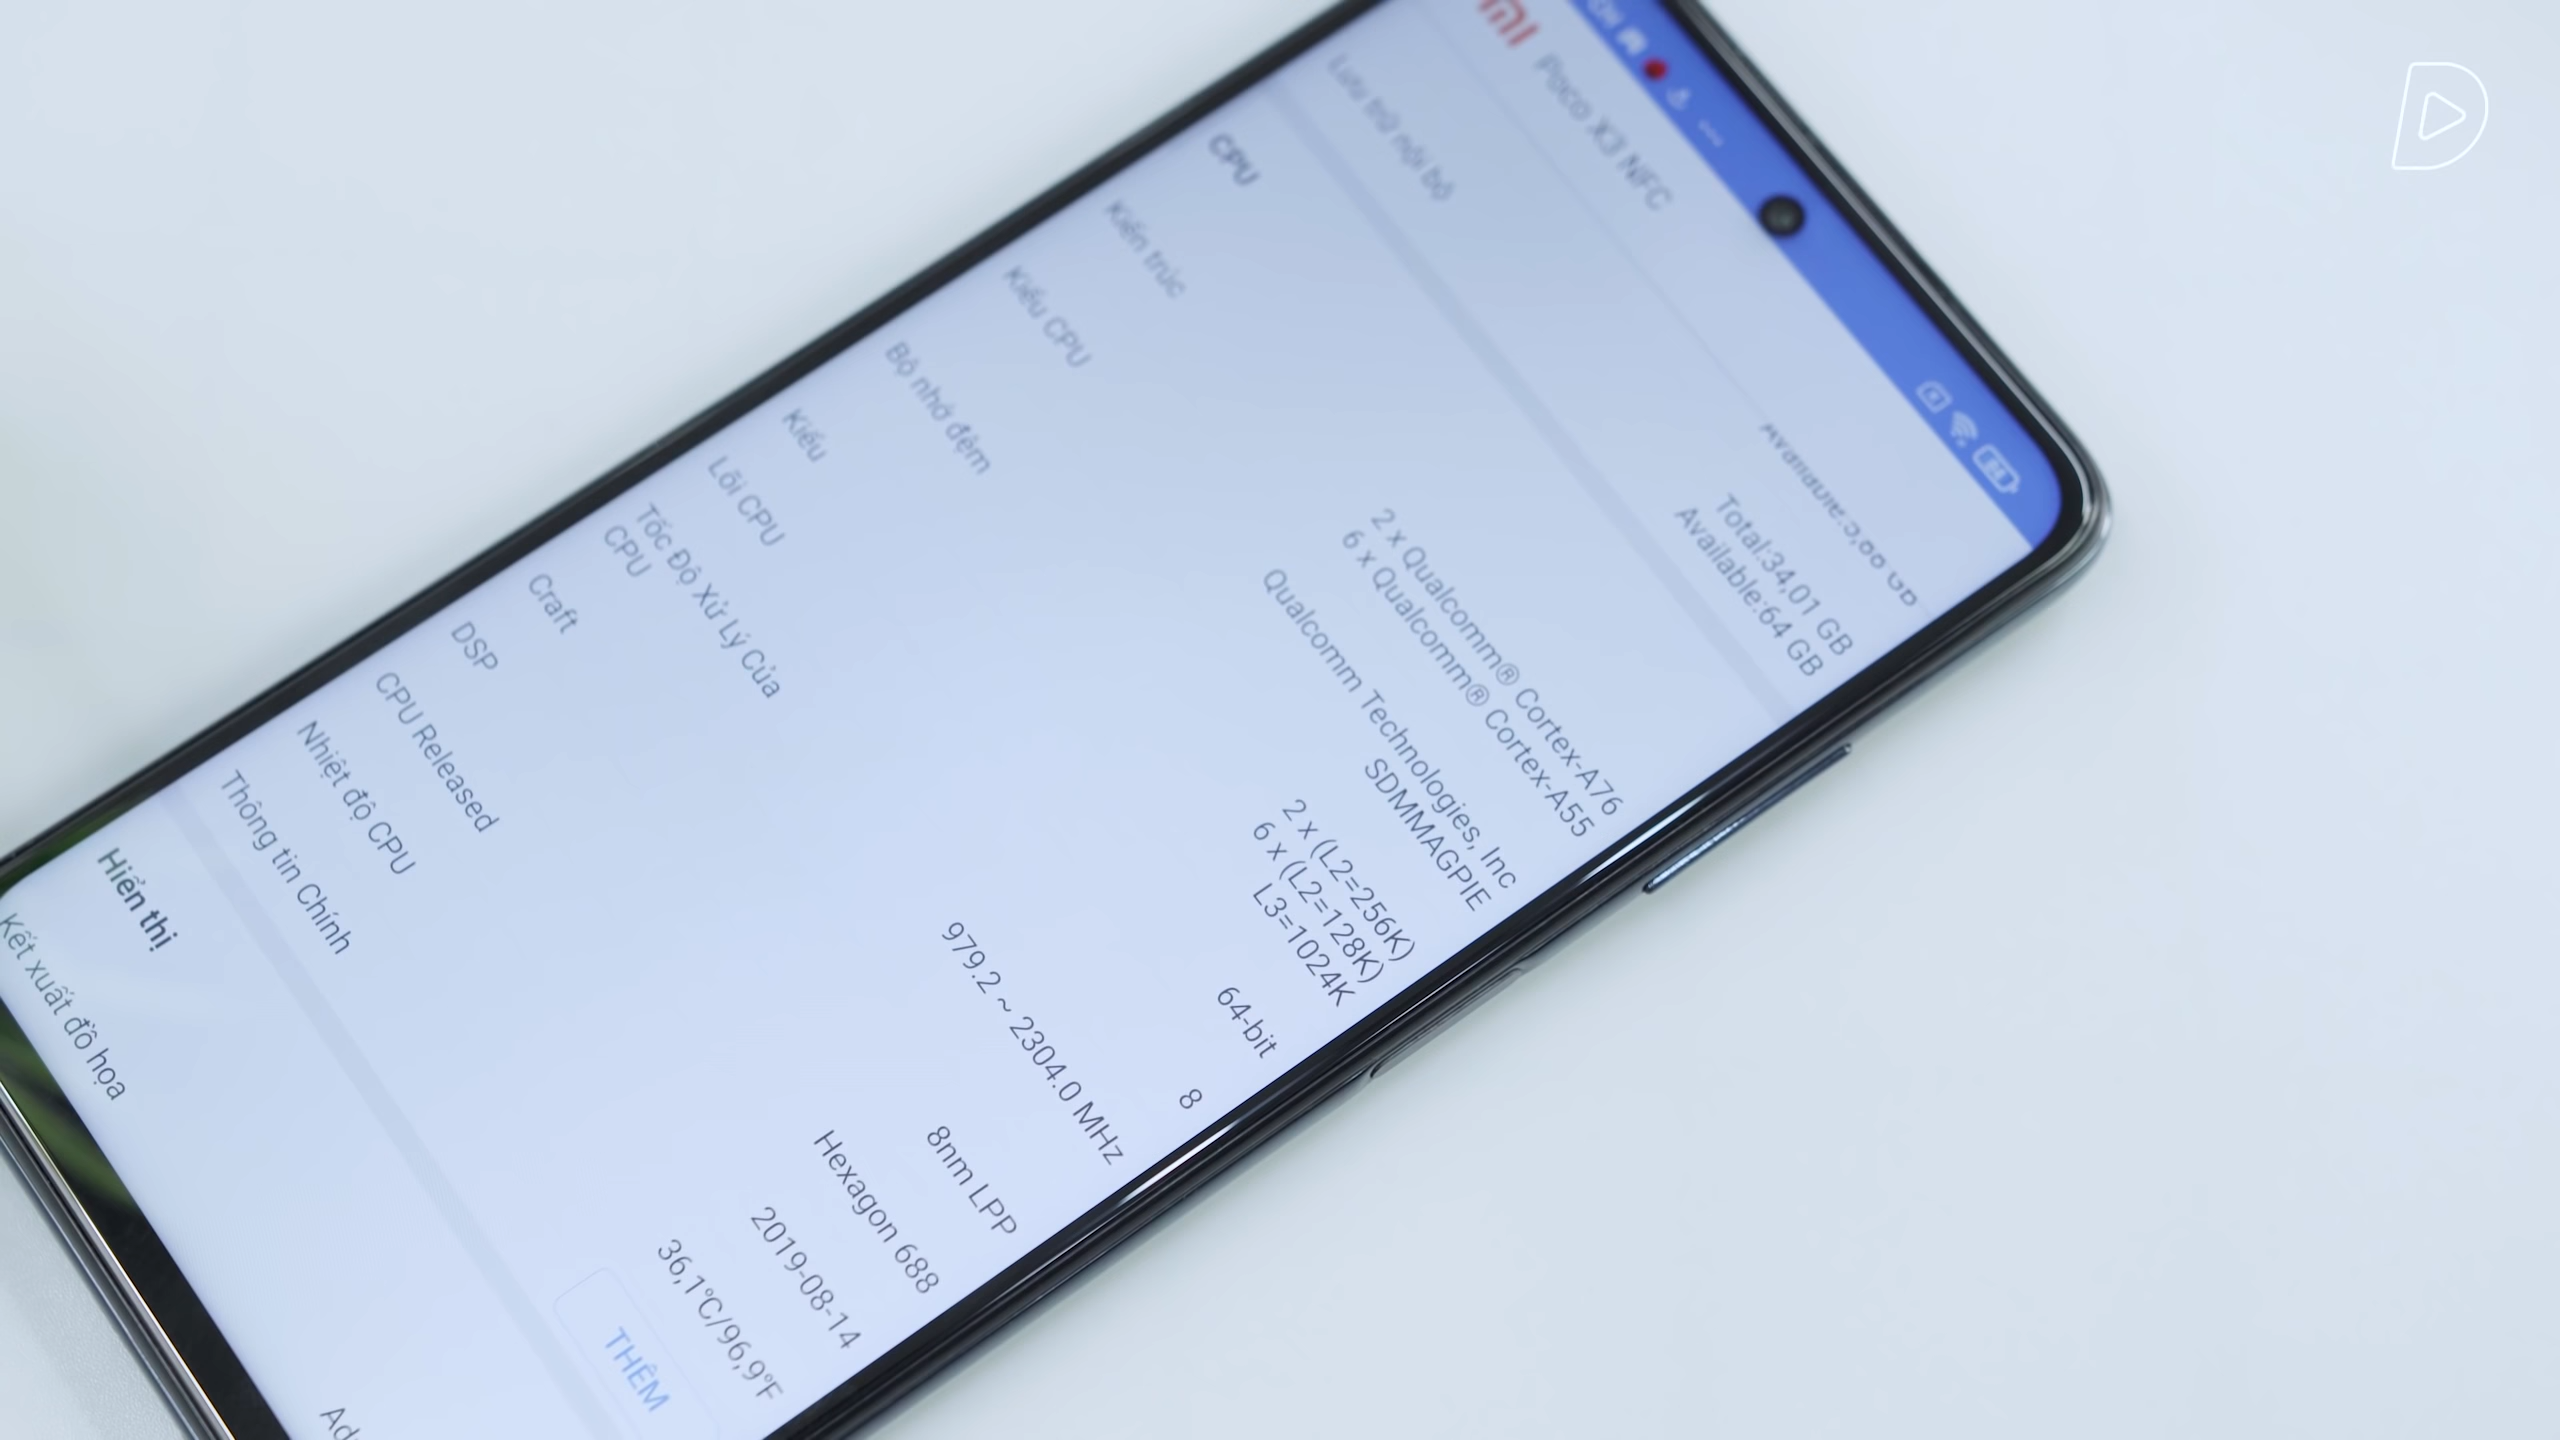 MI
Poco X3 NFC
Lưu trữ nội bộ
Total:34,01 GB
Available:64 GB
CPU
Kiến trúc
2 x Qualcomm® Cortex-A76
6 x Qualcomm® Cortex-A55
Kiểu CPU
Qualcomm Technologies, Inc
SDMMAGPIE
Bộ nhớ đệm
2 x (L2=256K)
6 x (L2=128K)
L3=1024K
Kiểu
64-bit
Lõi CPU
8
Tốc Độ Xử Lý Của
CPU
979.2 ~ 2304.0 MHz
Craft
8nm LPP
DSP
Hexagon 688
CPU Released
2019-08-14
Nhiệt độ CPU
36,1°C/96,9°F
Thông tin Chính
THÊM
Hiển thị
Kết xuất đồ họa